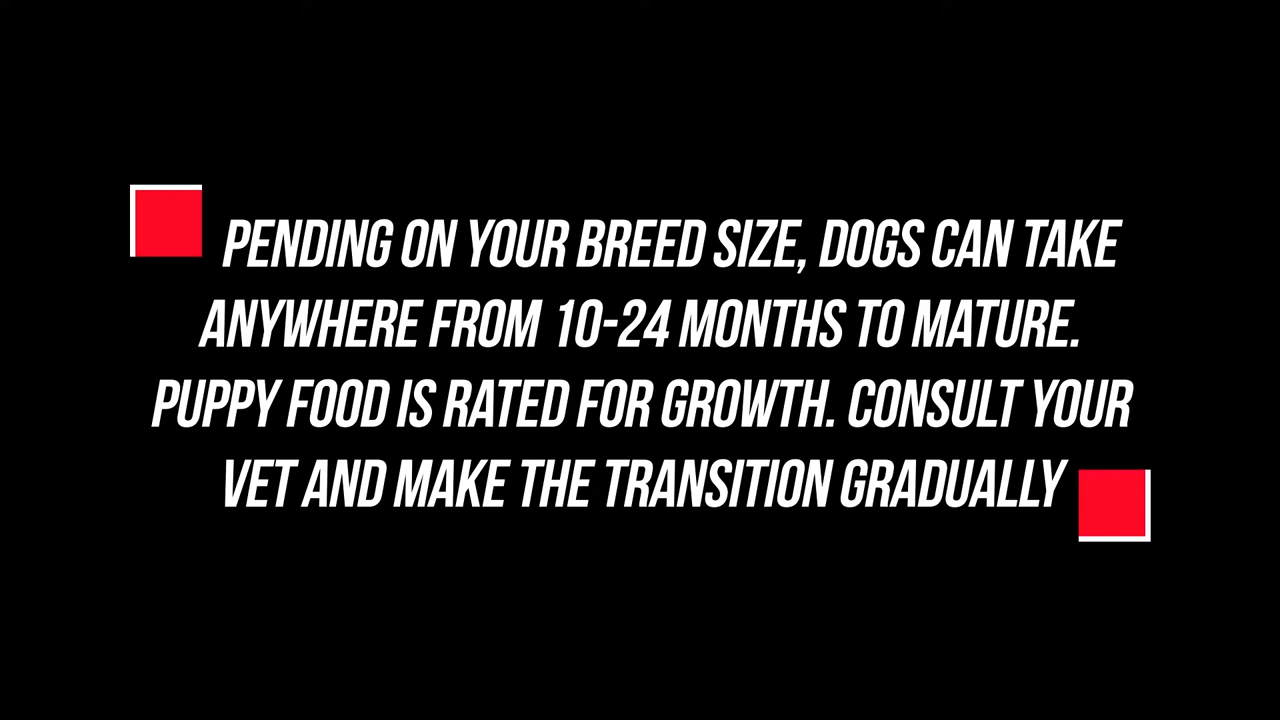 PENDING ON YOUR BREED SIZE, DOGS CAN TAKE
ANYWHERE FROM 10-24 MONTHS TO MATURE.
PUPPY FOOD IS RATED FOR GROWTH. CONSULT YOUR
VET AND MAKE THE TRANSITION GRADUALLY